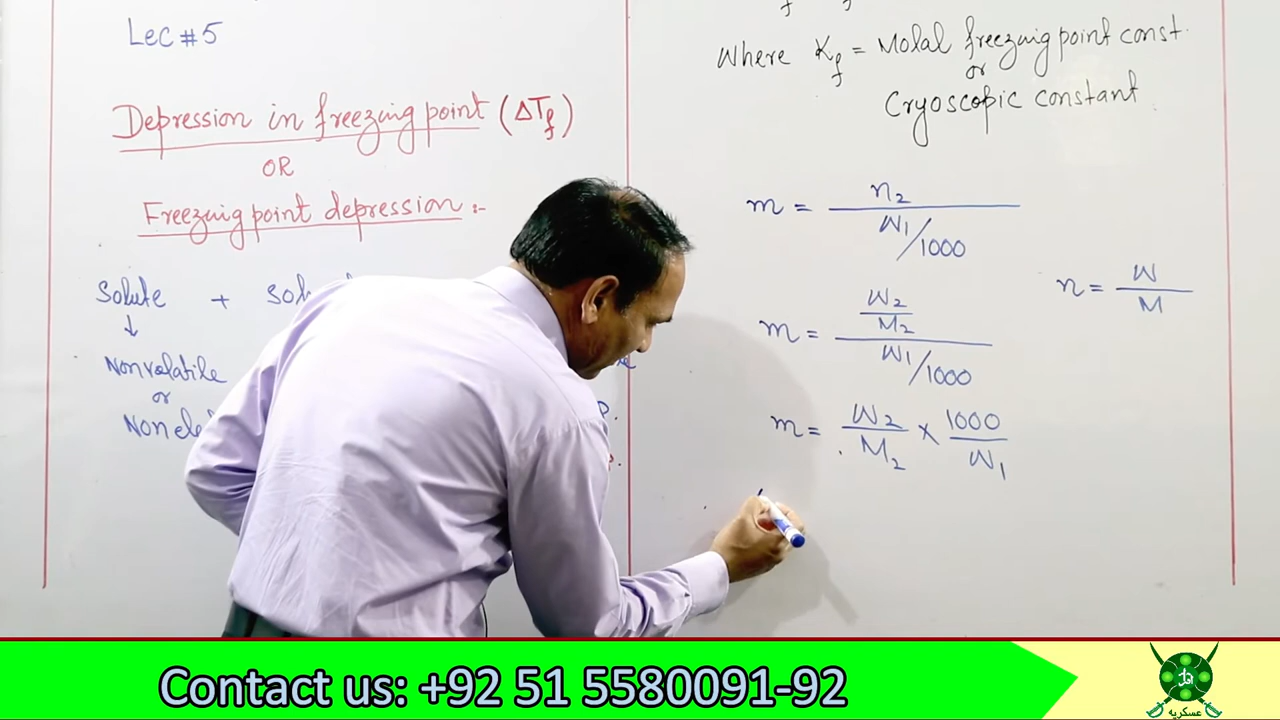 Lec # 5
Depression in freezing point (ΔTf)
OR
Freezing point depression :-
Solute +
↓
Nonvolatile
or
Where Kf = Molal freezing point const.
or
Cryoscopic constant
m = n2 / (W1/1000)
n = W / M
m = (W2/M2) / (W1/1000)
m = W2/M2 × 1000/W1
Contact us: +92 51 5580091-92
عسکریه